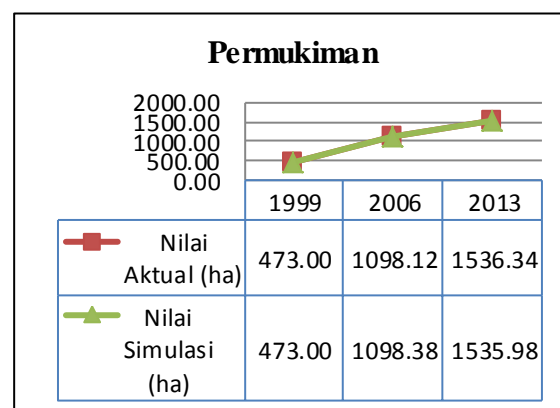 Permukiman
2000.00
1500.00
1000.00
500.00
0.00
1999 2006 2013
Nilai
Aktual (ha) 473.00 1098.12 1536.34
Nilai
Simulasi
(ha) 473.00 1098.38 1535.98